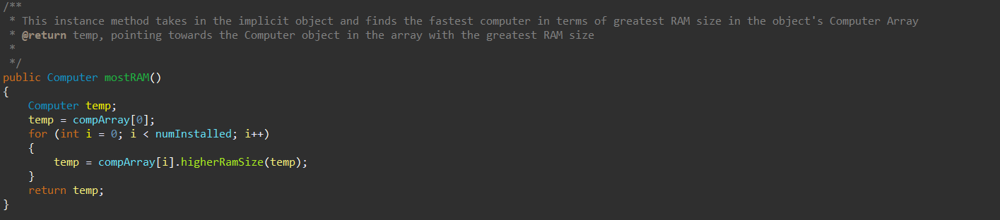 /**
 * This instance method takes in the implicit object and finds the fastest computer in terms of greatest RAM size in the object's Computer Array
 * @return temp, pointing towards the Computer object in the array with the greatest RAM size
 *
 */
public Computer mostRAM()
{
    Computer temp;
    temp = compArray[0];
    for (int i = 0; i < numInstalled; i++)
    {
        temp = compArray[i].higherRamSize(temp);
    }
    return temp;
}